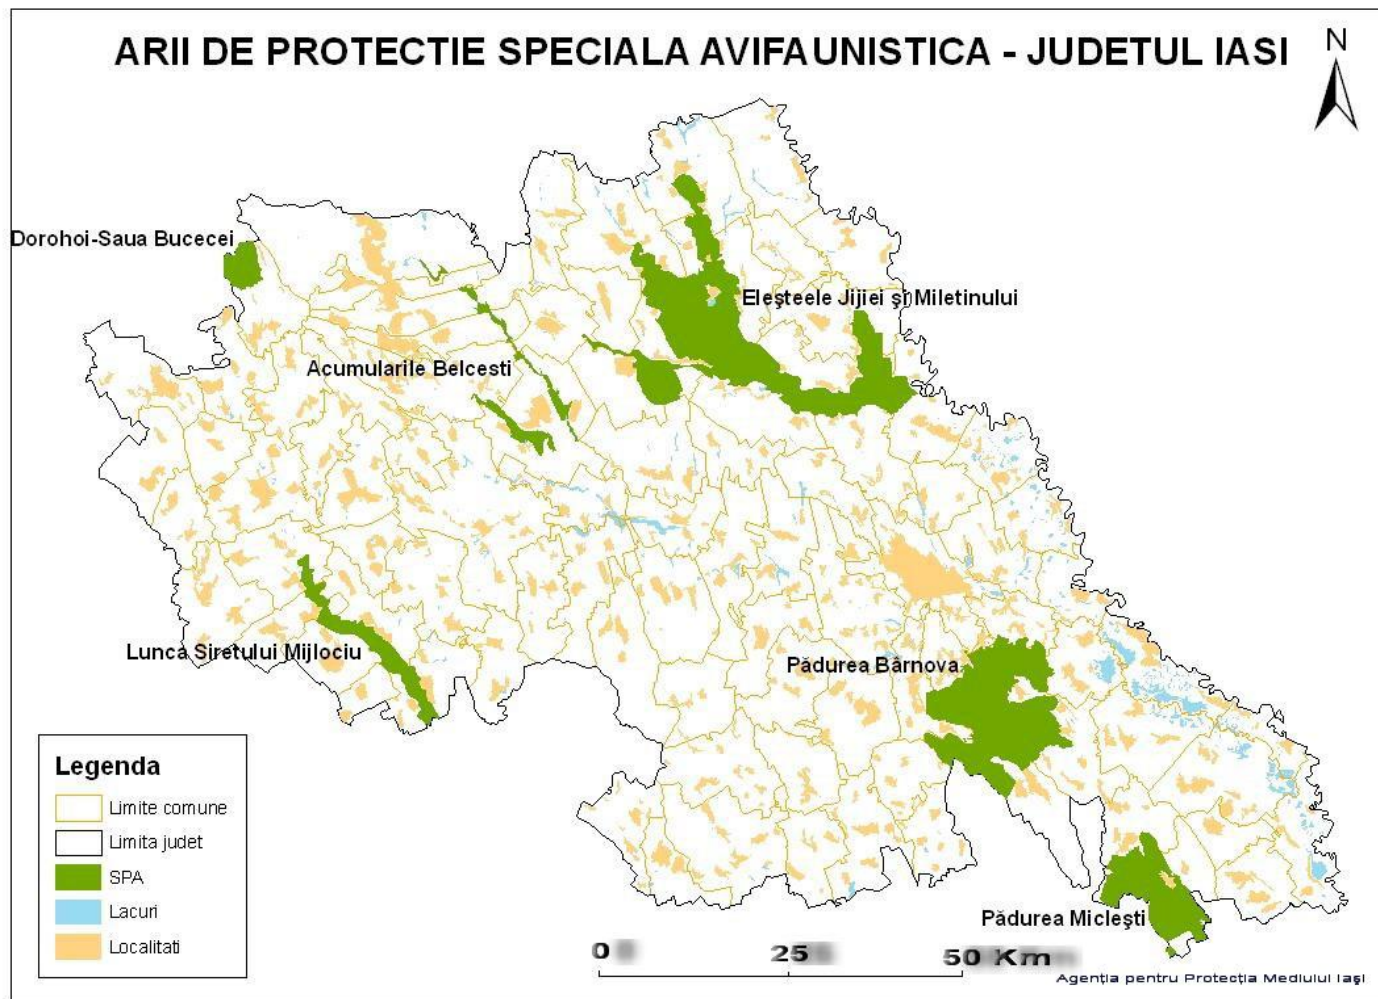 ARII DE PROTECTIE SPECIALA AVIFAUNISTICA - JUDETUL IASI
N
Dorohoi-Saua Bucecei
Eleşteele Jijiei şi Miletinului
Acumularile Belcesti
Lunca Siretului Mijlociu
Pădurea Bârnova
Pădurea Micleşti
Legenda
Limite comune
Limita judet
SPA
Lacuri
Localitati
0 25 50 Km
Agenţia pentru Protecţia Mediului Iaşi